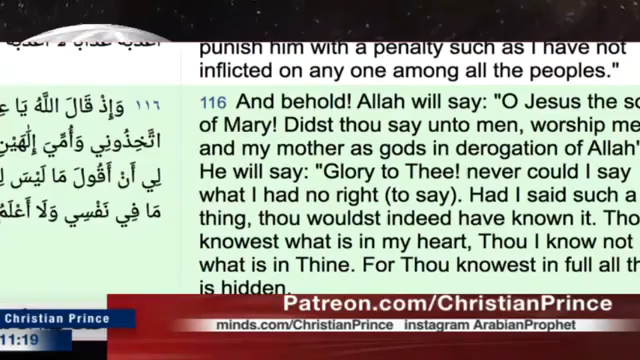 punish him with a penalty such as I have not
inflicted on any one among all the peoples."
١١٦ وَإِذْ قَالَ اللَّهُ يَا
اتَّخِذُونِي وَأُمِّيَ إِلَٰهَيْنِ
لِي أَنْ أَقُولَ مَا لَيْسَ
مَا فِي نَفْسِي وَلَا أَعْلَمُ
116 And behold! Allah will say: "O Jesus the so
of Mary! Didst thou say unto men, worship me
and my mother as gods in derogation of Allah'
He will say: "Glory to Thee! never could I say
what I had no right (to say). Had I said such a
thing, thou wouldst indeed have known it. Tho
knowest what is in my heart, Thou I know not
what is in Thine. For Thou knowest in full all th
is hidden.
Patreon.com/ChristianPrince
Christian Prince
minds.com/ChristianPrince instagram ArabianProphet
11:19